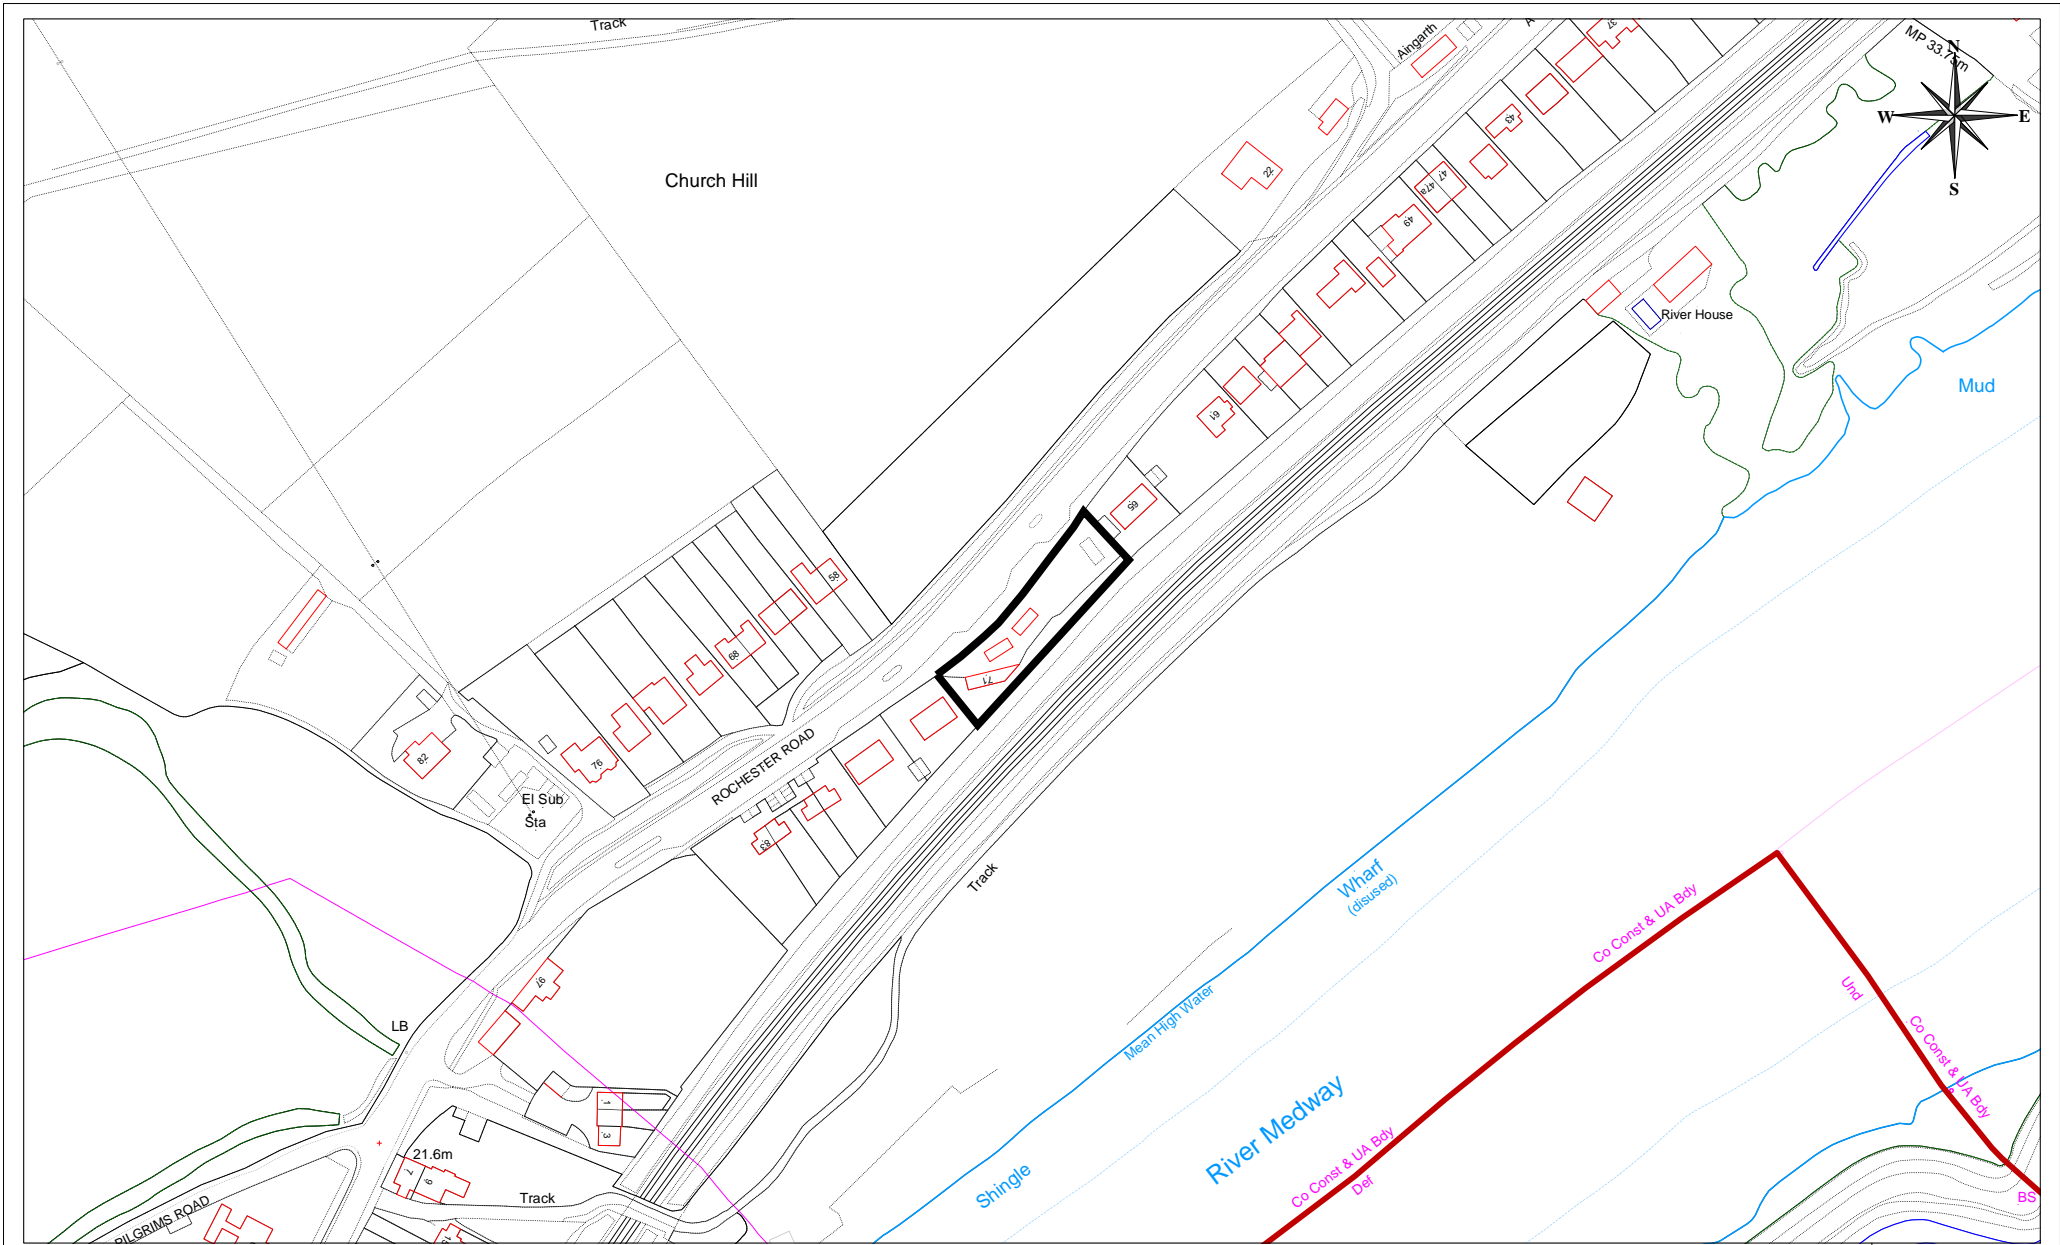 Track
Aingarth
A
37
MP 33.75m
N
W
E
S
43
Church Hill
22
47
47a
49
River House
Mud
61
65
58
68
71
76
82
El Sub
Sta
ROCHESTER ROAD
83
Track
Wharf
(disused)
Co Const & UA Bdy
Und
97
LB
Mean High Water
Co Const & UA Bdy
1
3
River Medway
21.6m
7
9
Track
Shingle
Co Const & UA Bdy
Def
BS
PILGRIMS ROAD